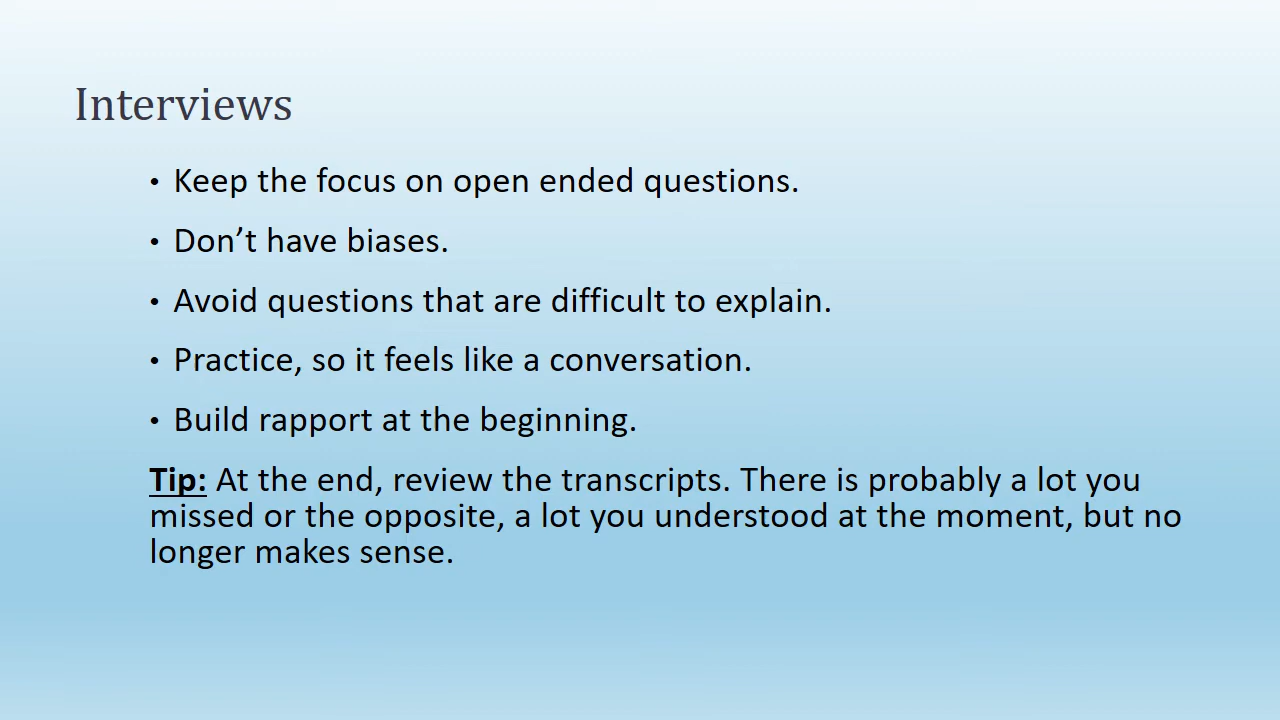 Interviews
• Keep the focus on open ended questions.
• Don’t have biases.
• Avoid questions that are difficult to explain.
• Practice, so it feels like a conversation.
• Build rapport at the beginning.
Tip: At the end, review the transcripts. There is probably a lot you
missed or the opposite, a lot you understood at the moment, but no
longer makes sense.